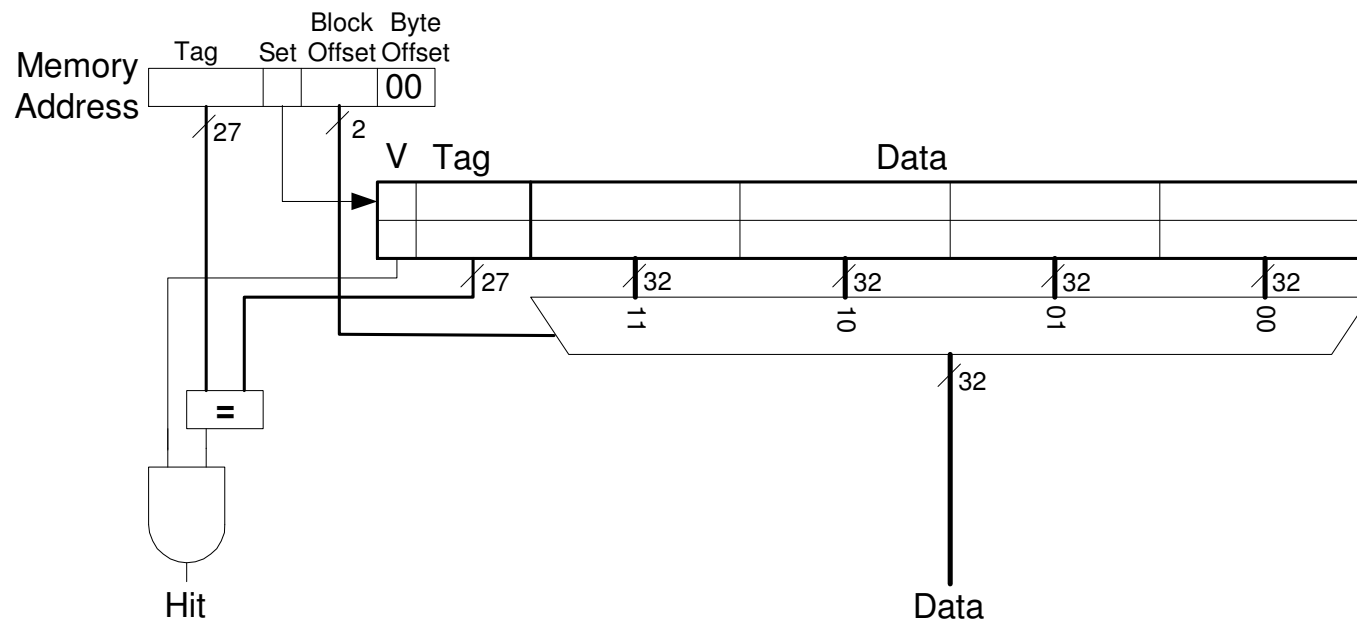 Block Byte
Tag Set Offset Offset
Memory
Address
00
27
2
V Tag Data
27
32
32
32
32
11
10
01
00
32
=
Hit
Data